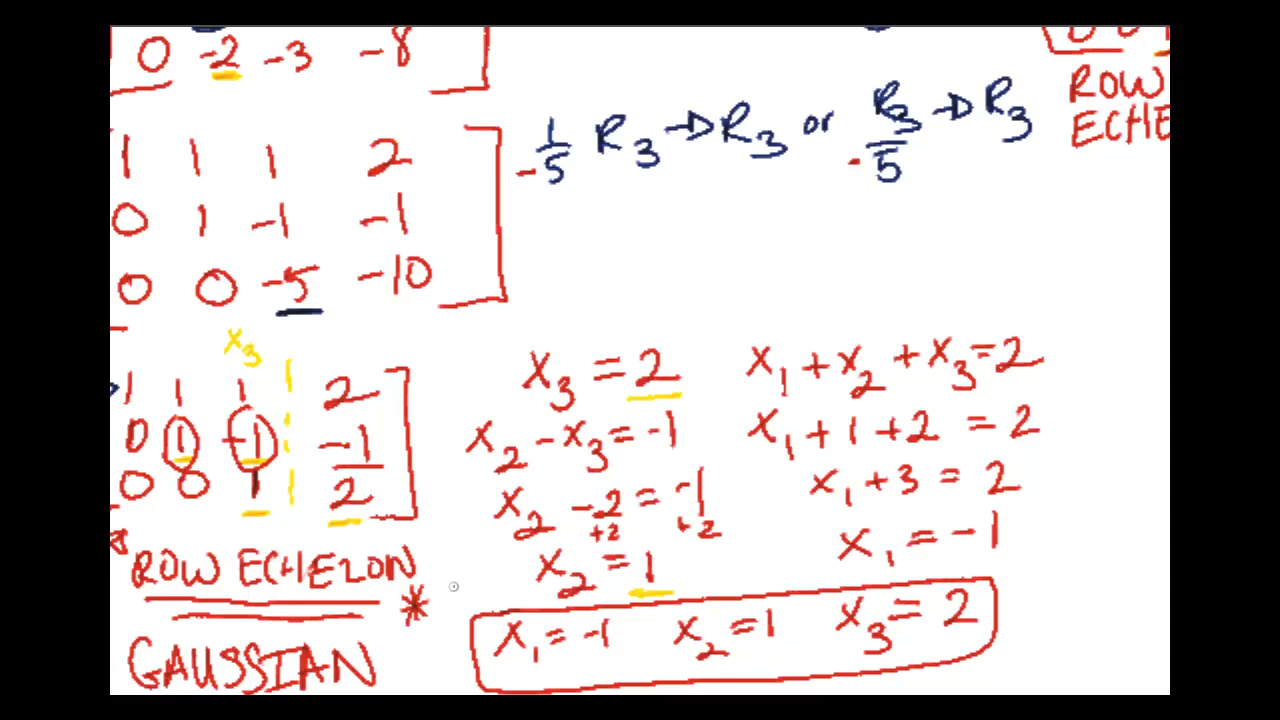 0 -2 -3 -8
1 1 1 2
0 1 -1 -1
0 0 -5 -10
-1/5 R₃ → R₃ or R₃/-5 → R₃
ROW
ECHE
x₃
1 1 1 2
0 1 -1 -1
0 0 1 2
ROW ECHELON
*
GAUSSIAN
x₃ = 2
x₂ - x₃ = -1
x₂ - 2 = -1
+2 +2
x₂ = 1
x₁ + x₂ + x₃ = 2
x₁ + 1 + 2 = 2
x₁ + 3 = 2
x₁ = -1
x₁ = -1 x₂ = 1 x₃ = 2